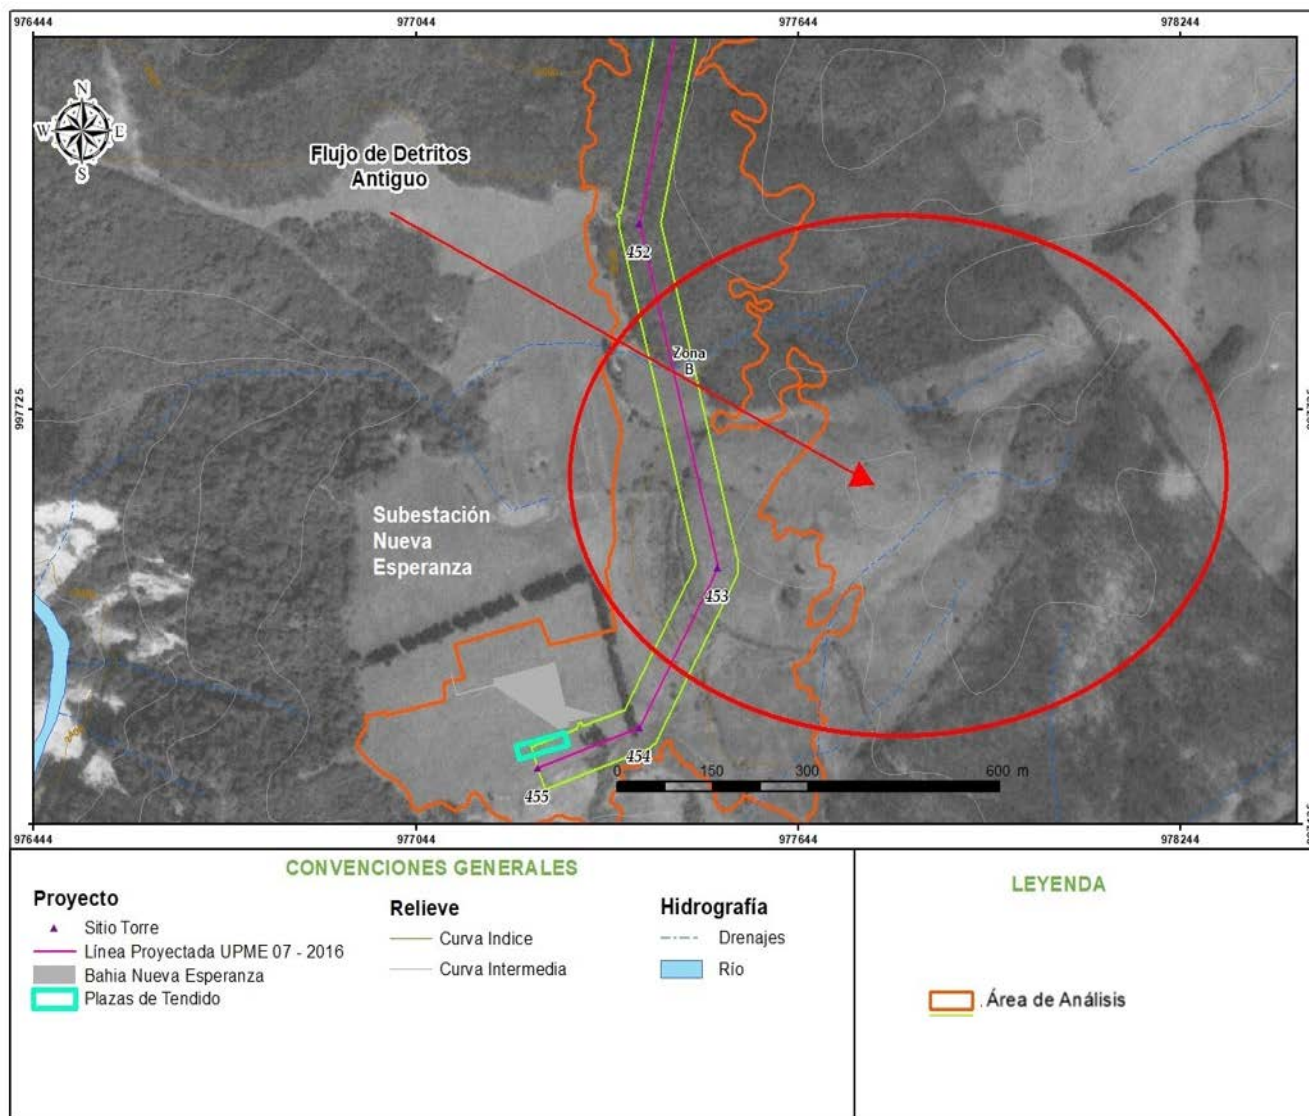 976444
977044
977644
978244
N
W E
S
Flujo de Detritos
Antiguo
452
Zona
B
997725
Subestación
Nueva
Esperanza
453
454
455
0 150 300 600 m
976444
977044
977644
978244
CONVENCIONES GENERALES
Proyecto
Sitio Torre
Línea Proyectada UPME 07 - 2016
Bahia Nueva Esperanza
Plazas de Tendido
Relieve
Curva Indice
Curva Intermedia
Hidrografía
Drenajes
Río
LEYENDA
. Área de Análisis